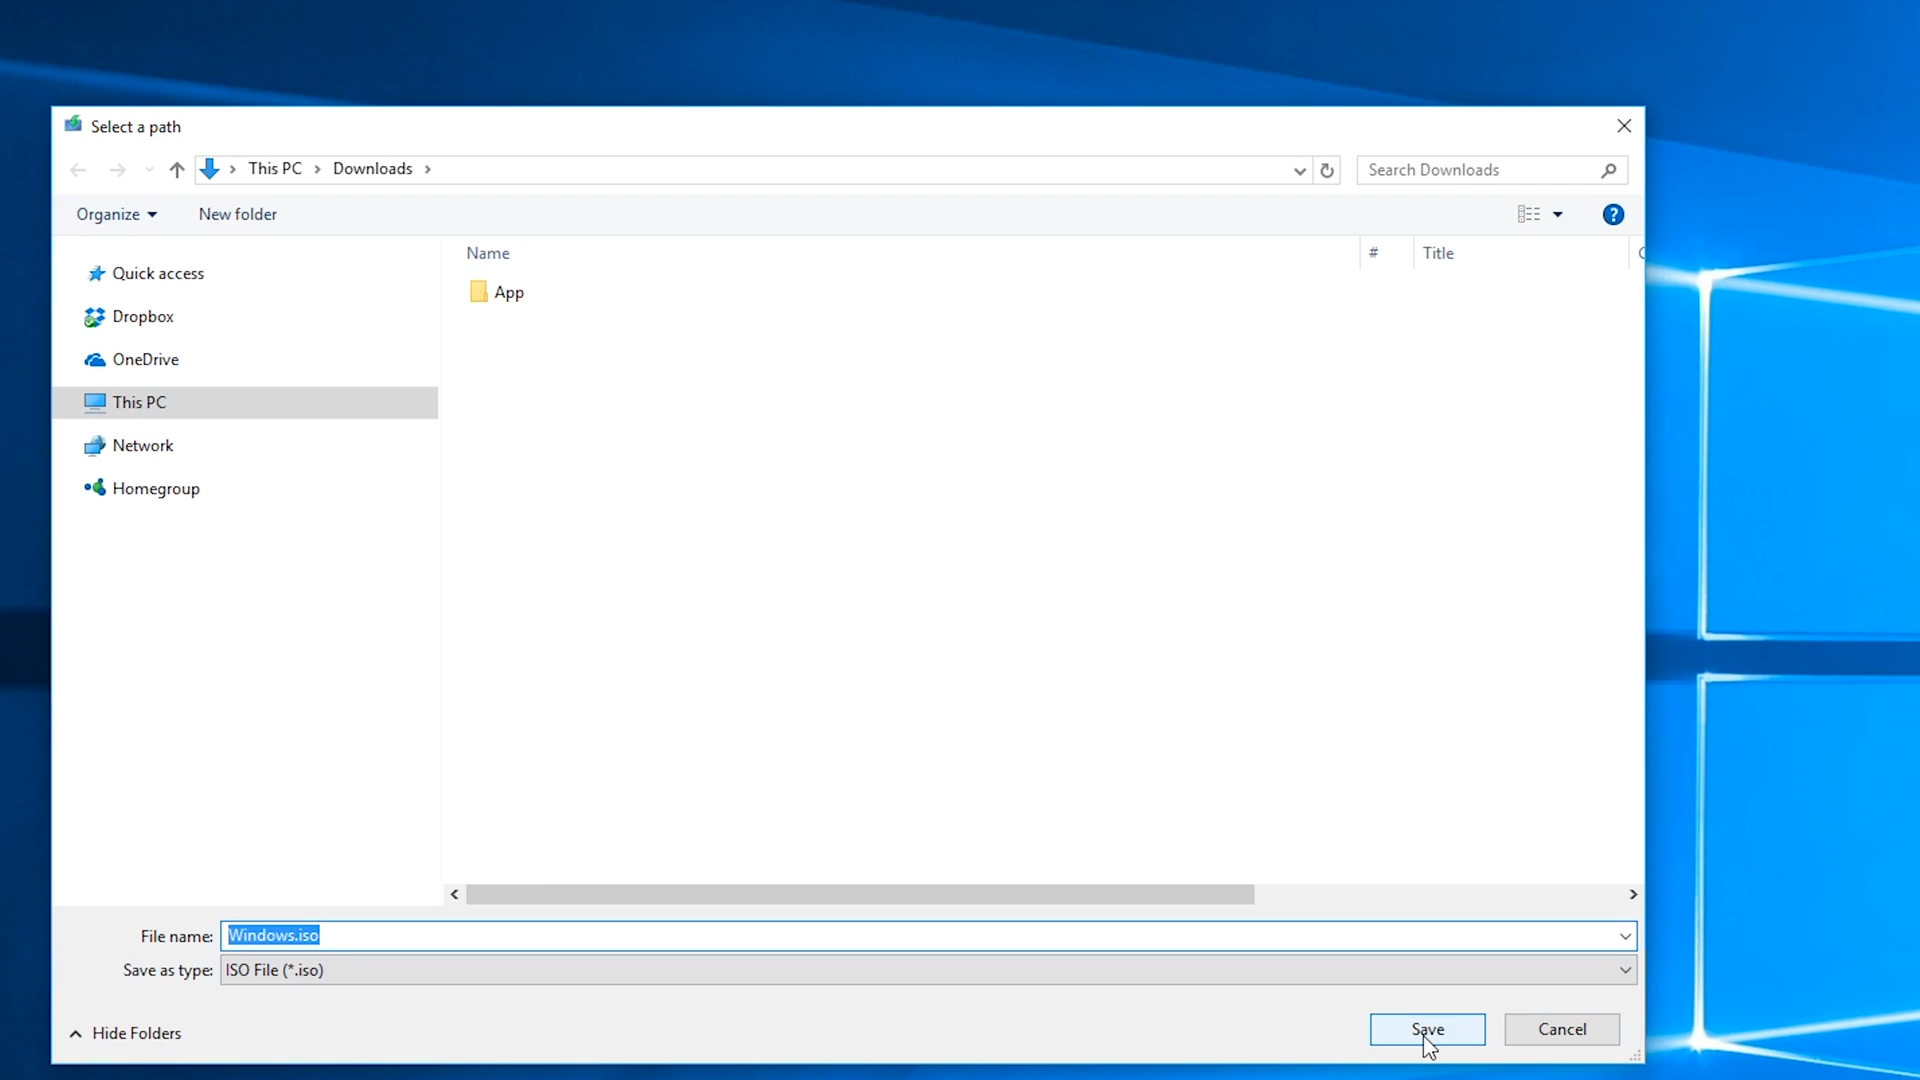 Select a path
This PC
Downloads
Search Downloads
Organize
New folder
?
Name
#
Title
Quick access
App
Dropbox
OneDrive
This PC
Network
Homegroup
File name: Windows.iso
Save as type: ISO File (*.iso)
Hide Folders
Save
Cancel